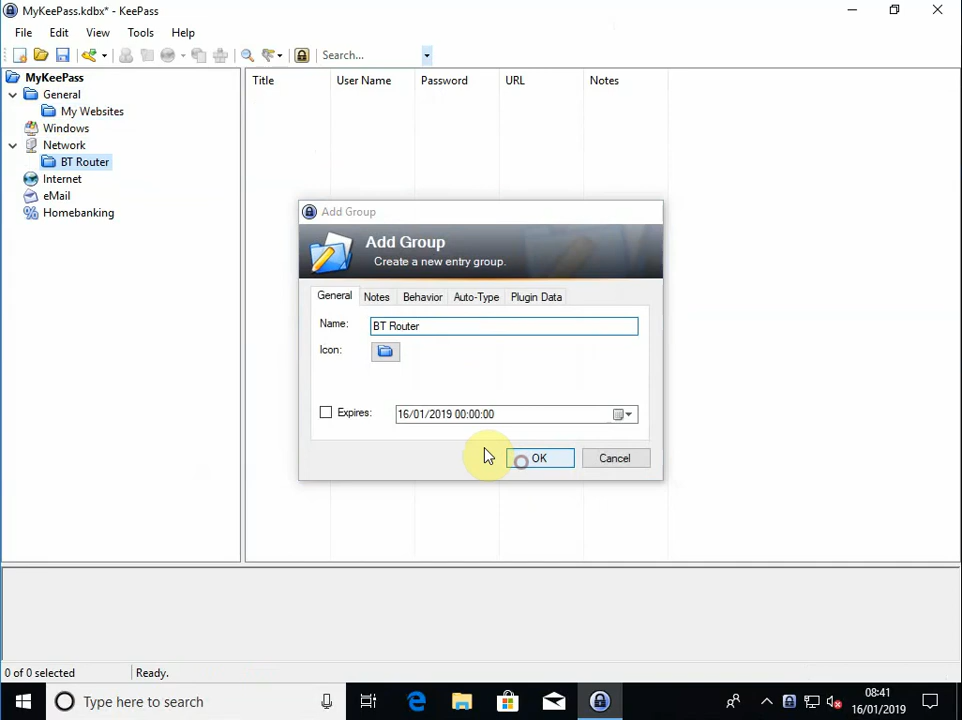 MyKeePass.kdbx* - KeePass
File Edit View Tools Help
Search...
MyKeePass
General
My Websites
Windows
Network
BT Router
Internet
eMail
Homebanking
Title User Name Password URL Notes
Add Group
Add Group
Create a new entry group.
General Notes Behavior Auto-Type Plugin Data
Name: BT Router
Icon:
Expires: 16/01/2019 00:00:00
OK Cancel
0 of 0 selected Ready.
Type here to search
08:41
16/01/2019